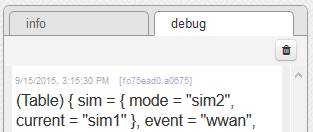 info debug
9/15/2015, 3:15:30 PM [fc75ead0.a0675]
(Table) { sim = { mode = "sim2",
current = "sim1" }, event = "wwan",